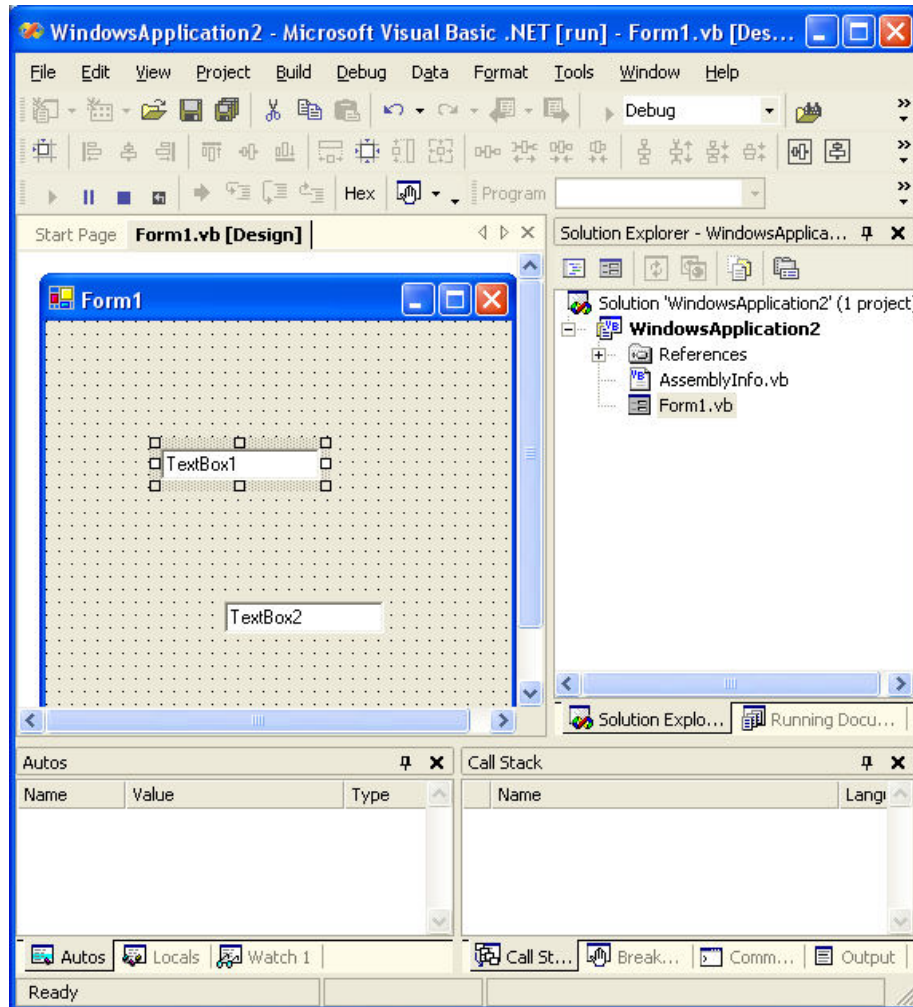 WindowsApplication2 - Microsoft Visual Basic .NET [run] - Form1.vb [Des...
File Edit View Project Build Debug Data Format Tools Window Help
Debug
Hex Program
Start Page Form1.vb [Design]
Solution Explorer - WindowsApplica...
Form1
Solution 'WindowsApplication2' (1 project)
WindowsApplication2
References
AssemblyInfo.vb
Form1.vb
TextBox1
TextBox2
Solution Explo... Running Docu...
Autos
Call Stack
Name Value Type
Name Langu
Autos Locals Watch 1
Call St... Break... Comm... Output
Ready